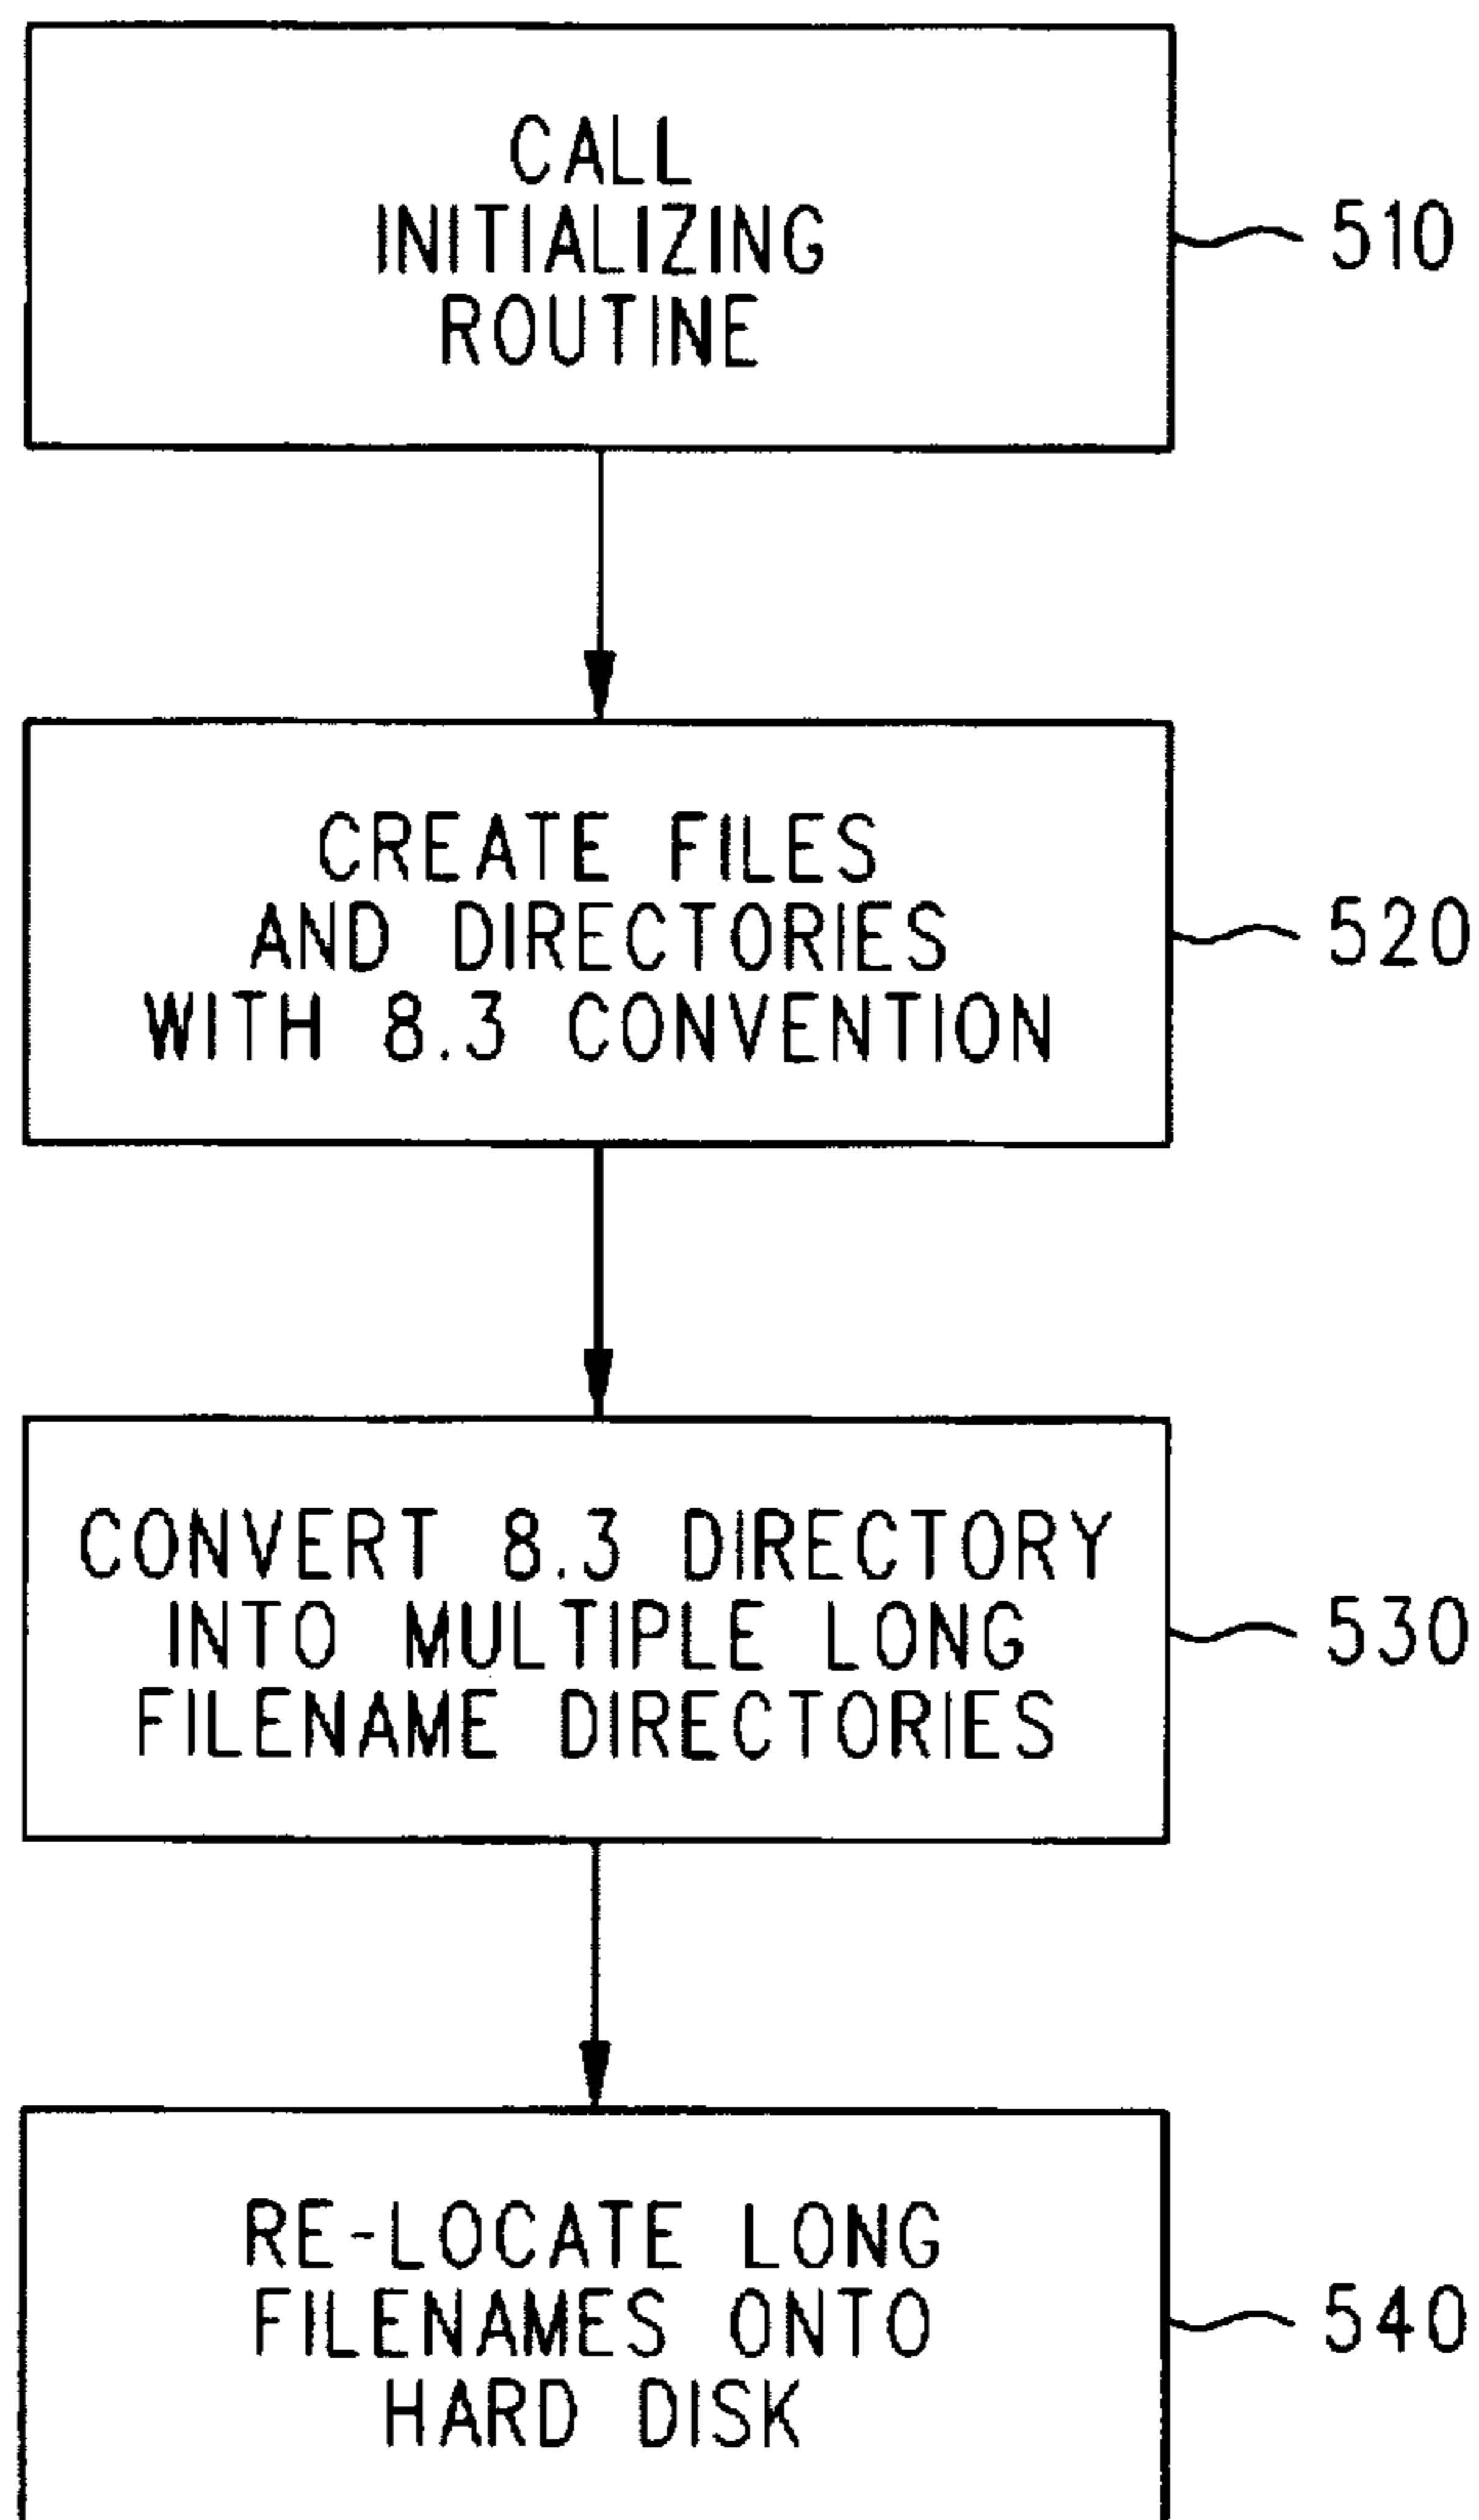 CALL
INITIALIZING
ROUTINE
510
CREATE FILES
AND DIRECTORIES
WITH 8.3 CONVENTION
520
CONVERT 8.3 DIRECTORY
INTO MULTIPLE LONG
FILENAME DIRECTORIES
530
RE-LOCATE LONG
FILENAMES ONTO
HARD DISK
540